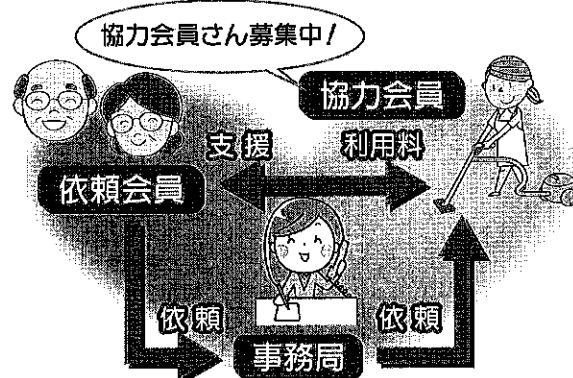 協力会員さん募集中！
協力会員
支援
利用料
依頼会員
依頼
依頼
事務局